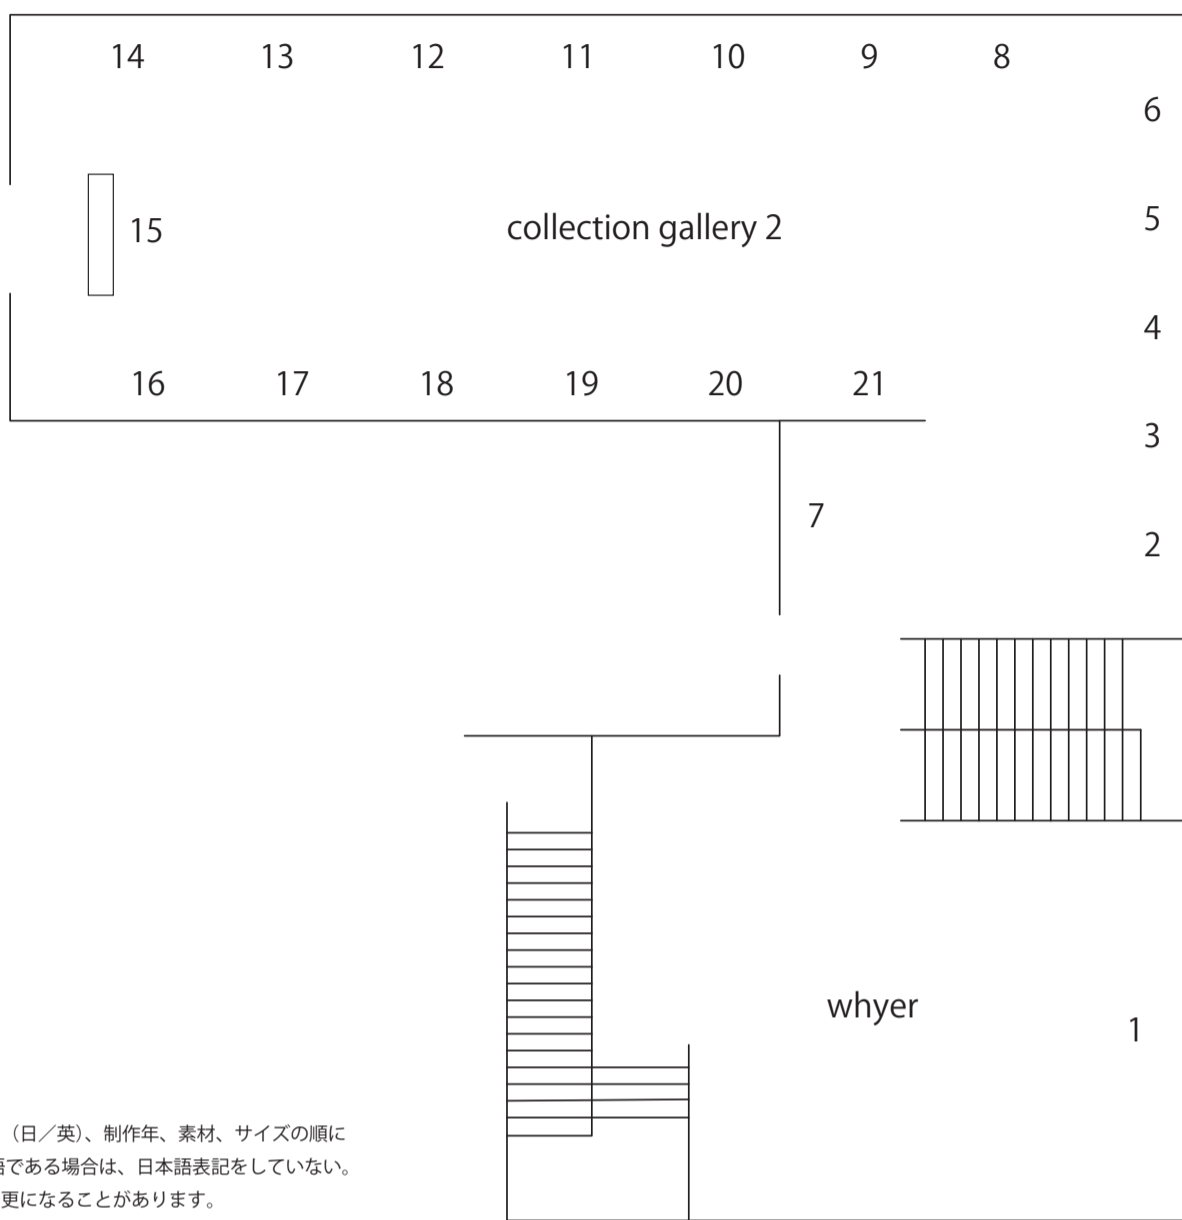 14 13 12 11 10 9 8
6
15 collection gallery 2 5
4
16 17 18 19 20 21
3
7
2
whyer
1
(日/英)、制作年、素材、サイズの順に
語である場合は、日本語表記をしていない。
更になることがあります。